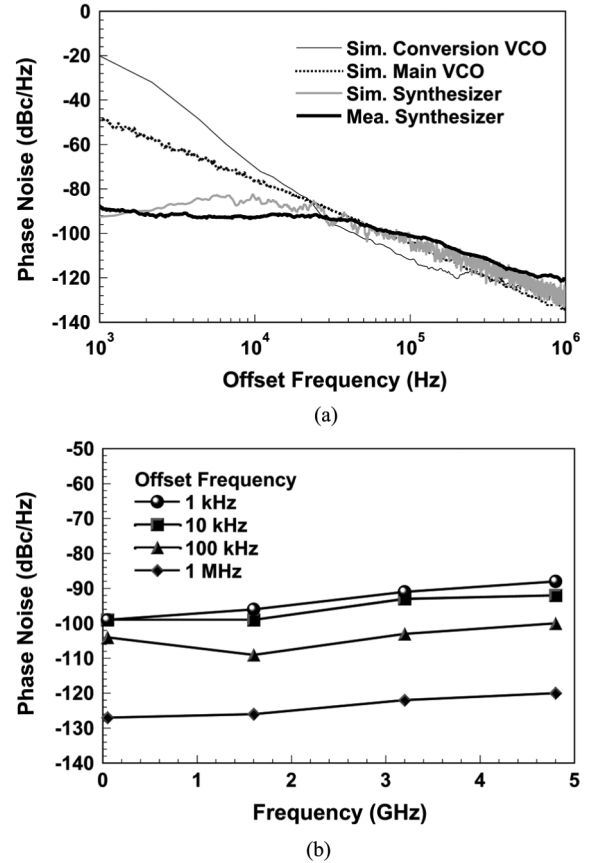 0
-20
-40
-60
-80
-100
-120
-140
Phase Noise (dBc/Hz)
Sim. Conversion VCO
Sim. Main VCO
Sim. Synthesizer
Mea. Synthesizer
10³ 10⁴ 10⁵ 10⁶
Offset Frequency (Hz)
(a)
-50
-60
-70
-80
-90
-100
-110
-120
-130
-140
Phase Noise (dBc/Hz)
Offset Frequency
1 kHz
10 kHz
100 kHz
1 MHz
0 1 2 3 4 5
Frequency (GHz)
(b)